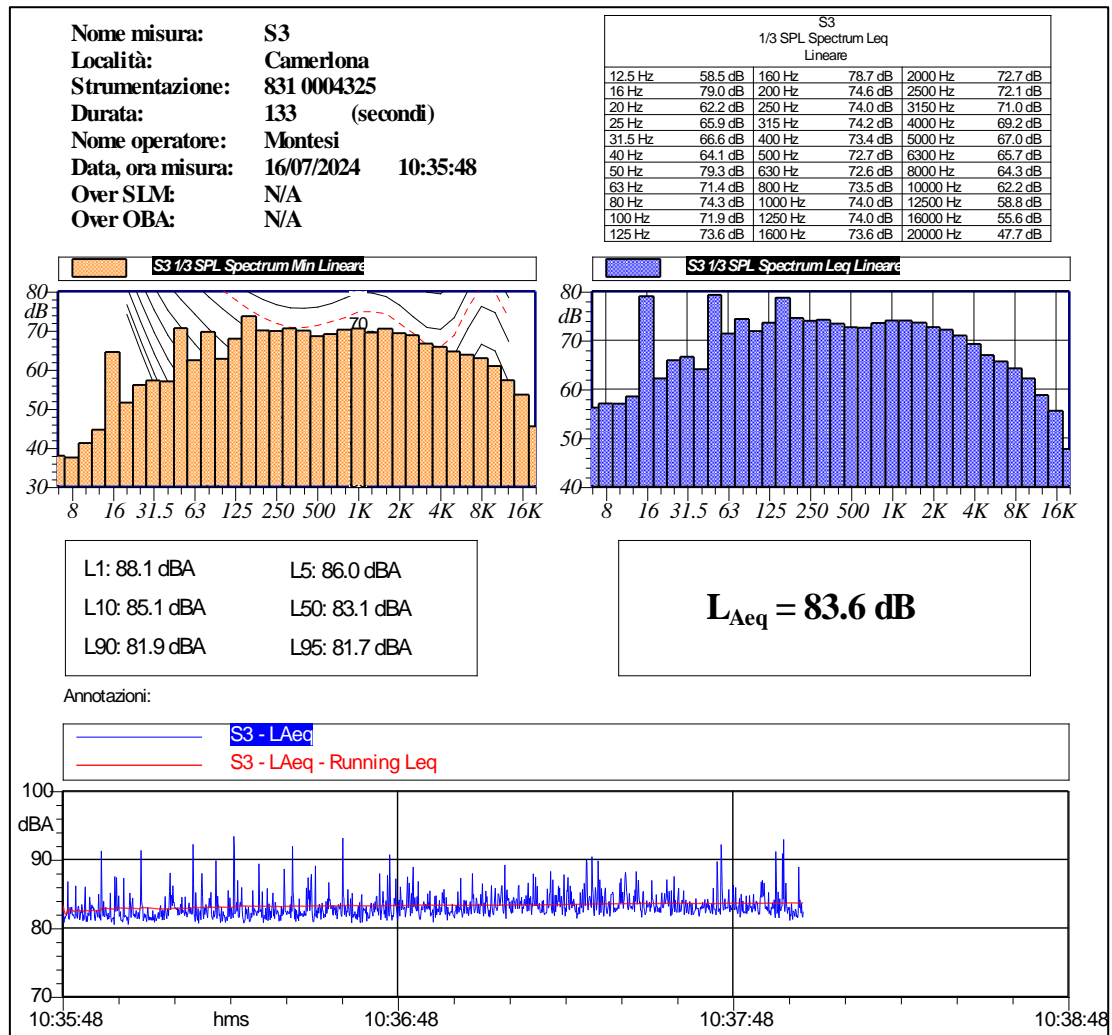 Nome misura: S3
Località: Camerlona
Strumentazione: 831 0004325
Durata: 133 (secondi)
Nome operatore: Montesi
Data, ora misura: 16/07/2024 10:35:48
Over SLM: N/A
Over OBA: N/A
S3
1/3 SPL Spectrum Leq
Lineare
12.5 Hz 58.5 dB 160 Hz 78.7 dB 2000 Hz 72.7 dB
16 Hz 79.0 dB 200 Hz 74.6 dB 2500 Hz 72.1 dB
20 Hz 62.2 dB 250 Hz 74.0 dB 3150 Hz 71.0 dB
25 Hz 65.9 dB 315 Hz 74.2 dB 4000 Hz 69.2 dB
31.5 Hz 66.6 dB 400 Hz 73.4 dB 5000 Hz 67.0 dB
40 Hz 64.1 dB 500 Hz 72.7 dB 6300 Hz 65.7 dB
50 Hz 79.3 dB 630 Hz 72.6 dB 8000 Hz 64.3 dB
63 Hz 71.4 dB 800 Hz 73.5 dB 10000 Hz 62.2 dB
80 Hz 74.3 dB 1000 Hz 74.0 dB 12500 Hz 58.8 dB
100 Hz 71.9 dB 1250 Hz 74.0 dB 16000 Hz 55.6 dB
125 Hz 73.6 dB 1600 Hz 73.6 dB 20000 Hz 47.7 dB
S3 1/3 SPL Spectrum Min Lineare
80
dB
70
60
50
40
30
70
8 16 31.5 63 125 250 500 1K 2K 4K 8K 16K
S3 1/3 SPL Spectrum Leq Lineare
80
dB
70
60
50
40
8 16 31.5 63 125 250 500 1K 2K 4K 8K 16K
L1: 88.1 dBA L5: 86.0 dBA
L10: 85.1 dBA L50: 83.1 dBA
L90: 81.9 dBA L95: 81.7 dBA
LAeq = 83.6 dB
Annotazioni:
S3 - LAeq
S3 - LAeq - Running Leq
100
dBA
90
80
70
10:35:48 hms 10:36:48 10:37:48 10:38:48